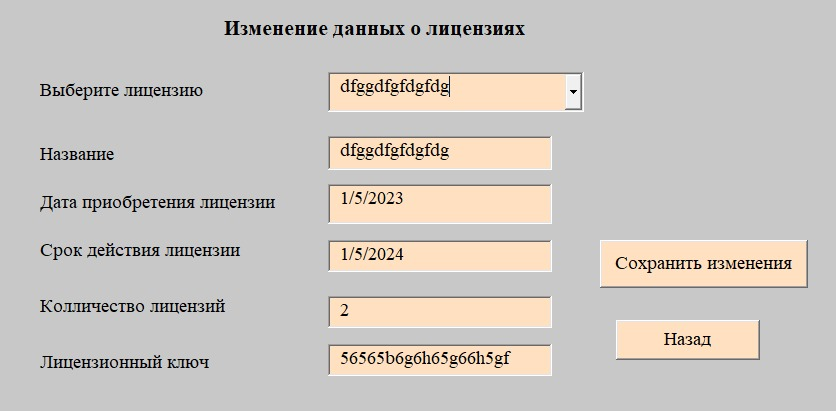 Изменение данных о лицензиях
Выберите лицензию dfggdfgfdgfdg
Название dfggdfgfdgfdg
Дата приобретения лицензии 1/5/2023
Срок действия лицензии 1/5/2024
Сохранить изменения
Колличество лицензий 2
Назад
Лицензионный ключ 56565b6g6h65g66h5gf